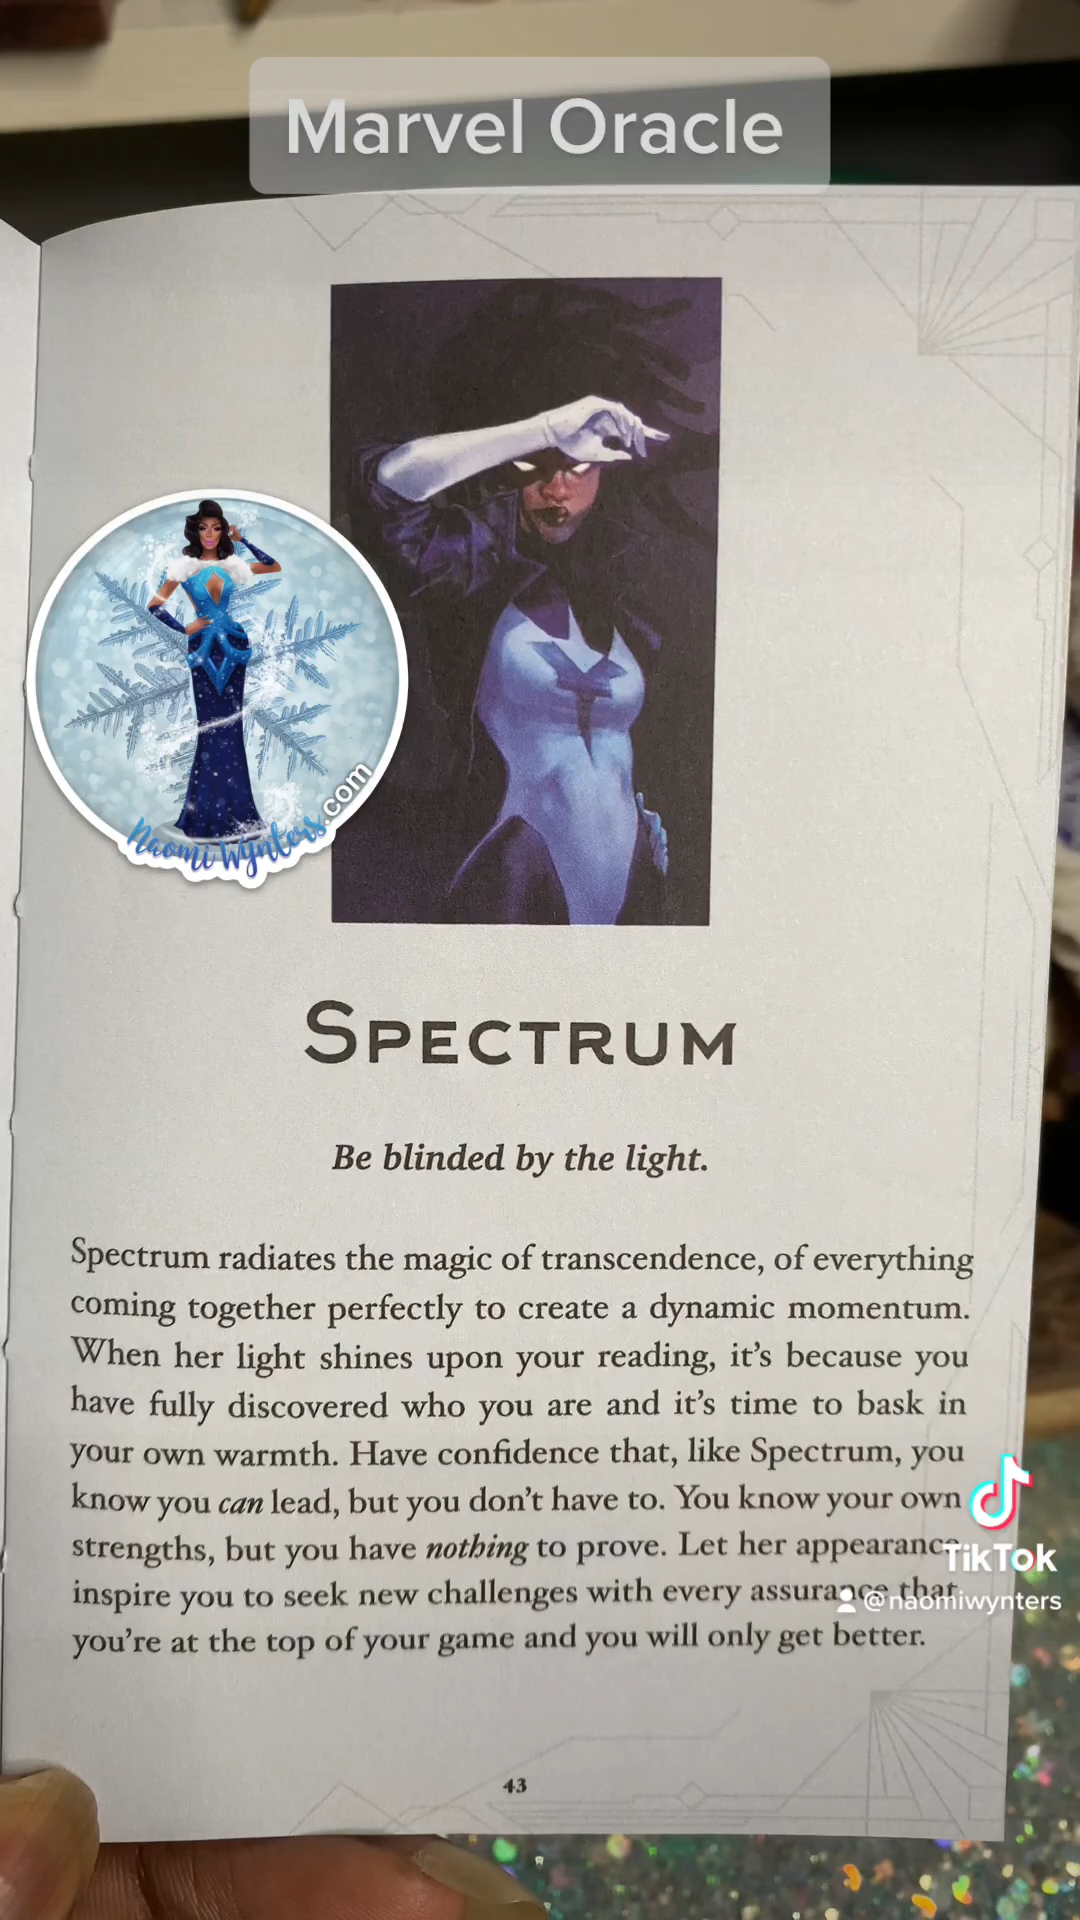 Marvel Oracle
Naomi Wynters.com
SPECTRUM
Be blinded by the light.
Spectrum radiates the magic of transcendence, of everything
coming together perfectly to create a dynamic momentum.
When her light shines upon your reading, it's because you
have fully discovered who you are and it's time to bask in
your own warmth. Have confidence that, like Spectrum, you
know you can lead, but you don't have to. You know your own
strengths, but you have nothing to prove. Let her appearance
inspire you to seek new challenges with every assurance that
you're at the top of your game and you will only get better.
TikTok
@naomiwynters
43